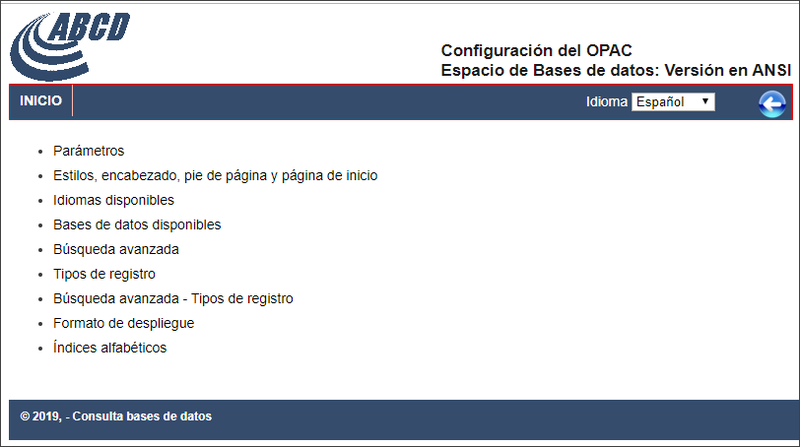 ABCD
Configuración del OPAC
Espacio de Bases de datos: Versión en ANSI
INICIO
Idioma Español
Parámetros
Estilos, encabezado, pie de página y página de inicio
Idiomas disponibles
Bases de datos disponibles
Búsqueda avanzada
Tipos de registro
Búsqueda avanzada - Tipos de registro
Formato de despliegue
Índices alfabéticos
© 2019, - Consulta bases de datos